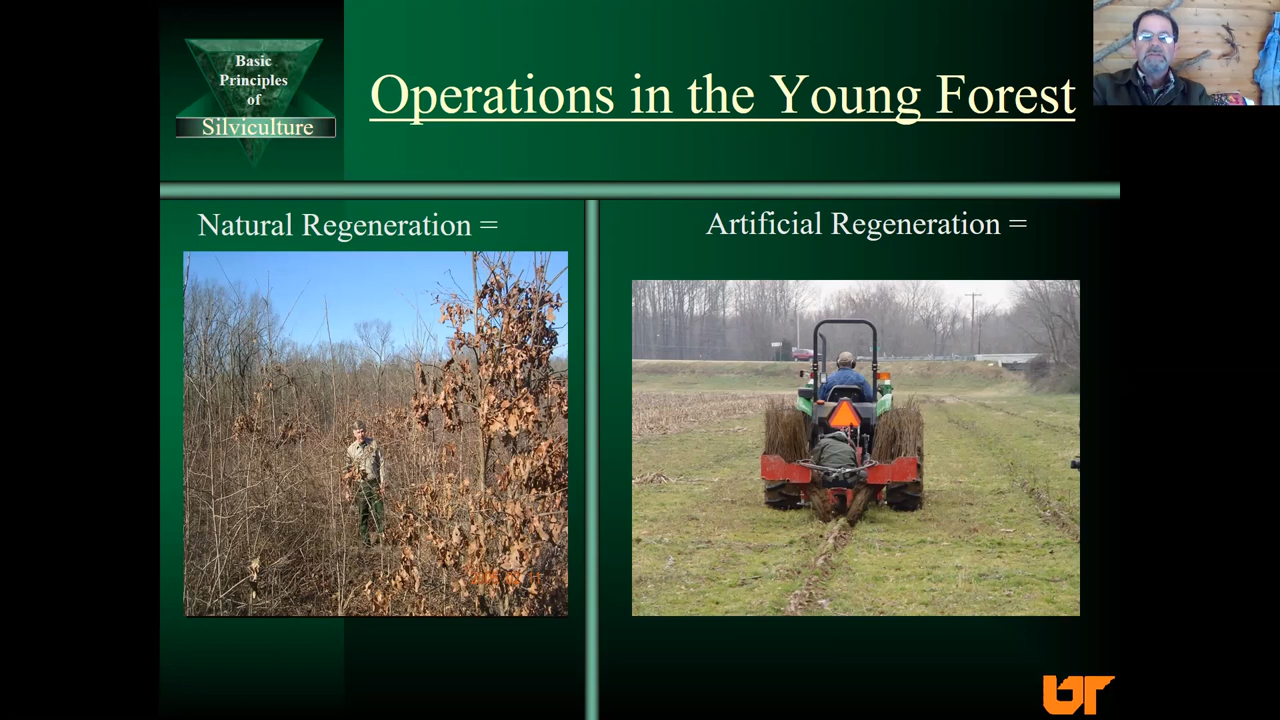 Basic
Principles
of
Silviculture
Operations in the Young Forest
Natural Regeneration =
Artificial Regeneration =
UT